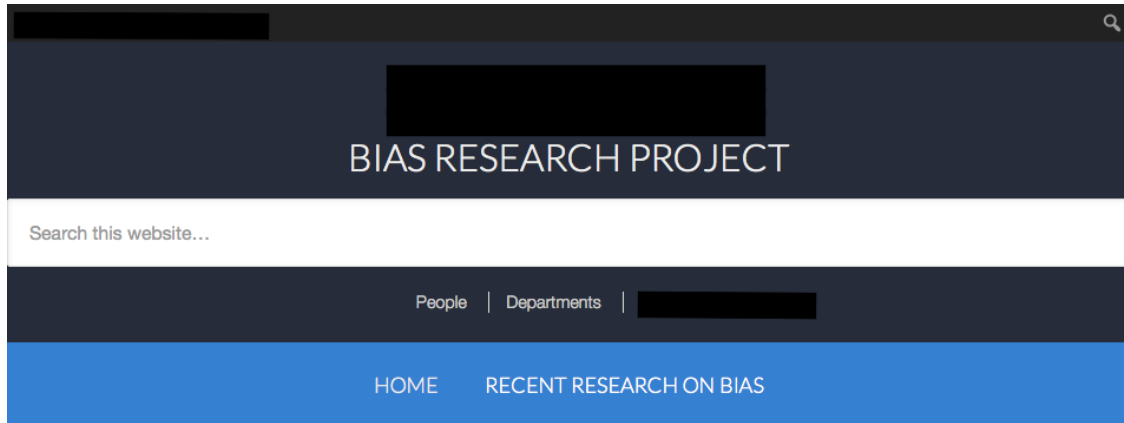 BIAS RESEARCH PROJECT
Search this website...
People | Departments |
HOME RECENT RESEARCH ON BIAS